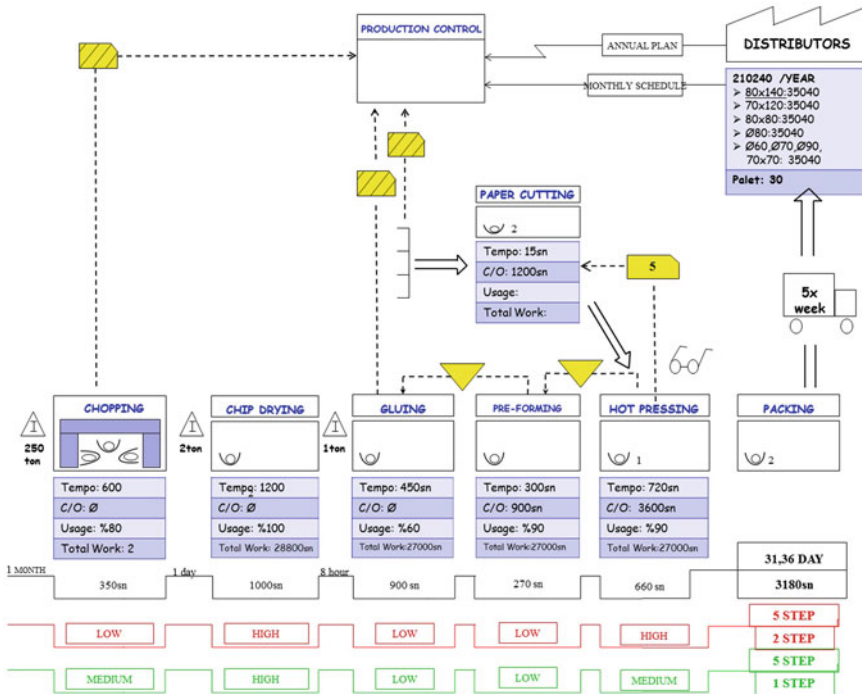 PRODUCTION CONTROL
ANNUAL PLAN
DISTRIBUTORS
MONTHLY SCHEDULE
210240 /YEAR
➢ 80x140:35040
➢ 70x120:35040
➢ 80x80:35040
➢ Ø80:35040
➢ Ø60,Ø70,Ø90,
70x70: 35040
Palet: 30
PAPER CUTTING
2
Tempo: 15sn
C/O: 1200sn
Usage:
Total Work:
5
5x
week
I
250
ton
CHOPPING
Tempo: 600
C/O: Ø
Usage: %80
Total Work: 2
I
2ton
CHIP DRYING
Tempo: 1200
C/O: Ø
Usage: %100
Total Work: 28800sn
I
1ton
GLUING
Tempo: 450sn
C/O: Ø
Usage: %60
Total Work:27000sn
PRE-FORMING
Tempo: 300sn
C/O: 900sn
Usage: %90
Total Work:27000sn
HOT PRESSING
1
Tempo: 720sn
C/O: 3600sn
Usage: %90
Total Work:27000sn
PACKING
2
1 MONTH
350sn
1 day
1000sn
8 hour
900 sn
270 sn
660 sn
31,36 DAY
3180sn
LOW
HIGH
LOW
LOW
HIGH
5 STEP
2 STEP
MEDIUM
HIGH
LOW
LOW
MEDIUM
5 STEP
1 STEP